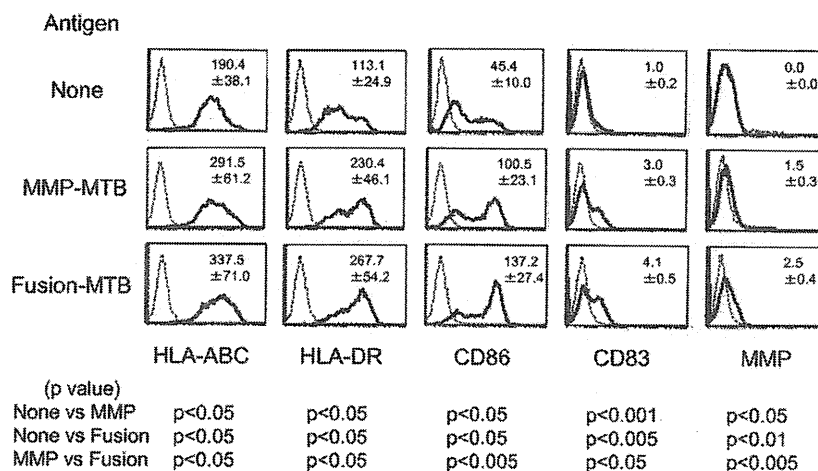 Antigen
None
190.4 ±38.1
113.1 ±24.9
45.4 ±10.0
1.0 ±0.2
0.0 ±0.0
MMP-MTB
291.5 ±61.2
230.4 ±46.1
100.5 ±23.1
3.0 ±0.3
1.5 ±0.3
Fusion-MTB
337.5 ±71.0
267.7 ±54.2
137.2 ±27.4
4.1 ±0.5
2.5 ±0.4
HLA-ABC HLA-DR CD86 CD83 MMP
(p value)
None vs MMP p<0.05 p<0.05 p<0.05 p<0.001 p<0.05
None vs Fusion p<0.05 p<0.05 p<0.05 p<0.005 p<0.01
MMP vs Fusion p<0.05 p<0.05 p<0.005 p<0.05 p<0.005